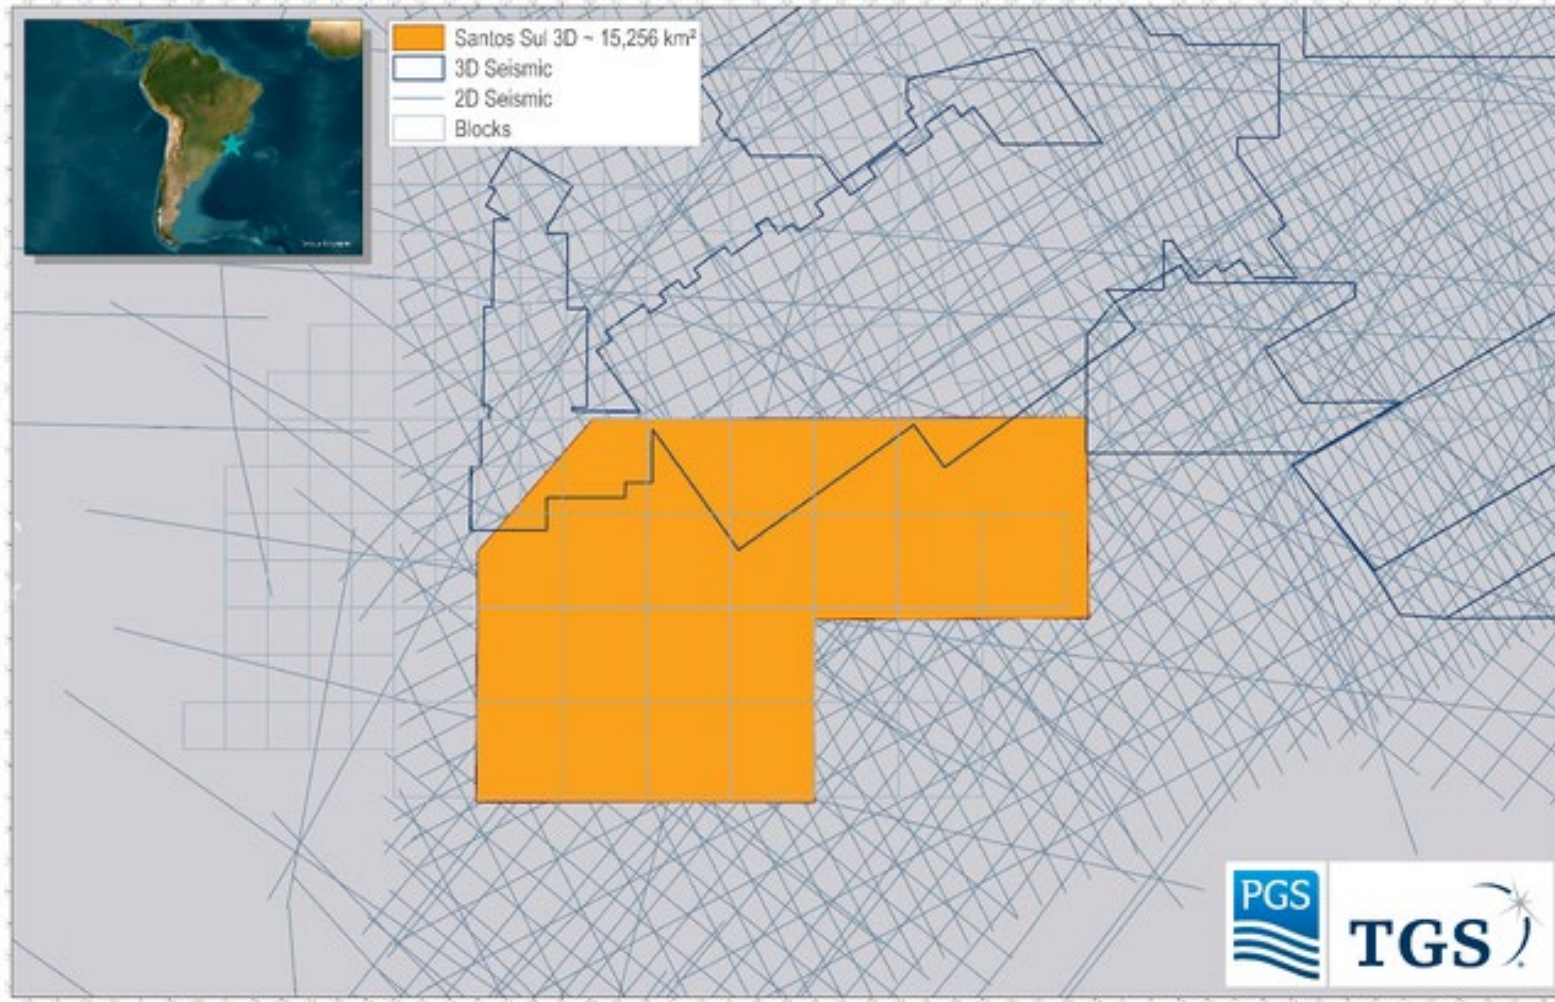 Santos Sul 3D ~ 15,256 km²
3D Seismic
2D Seismic
Blocks
PGS
TGS